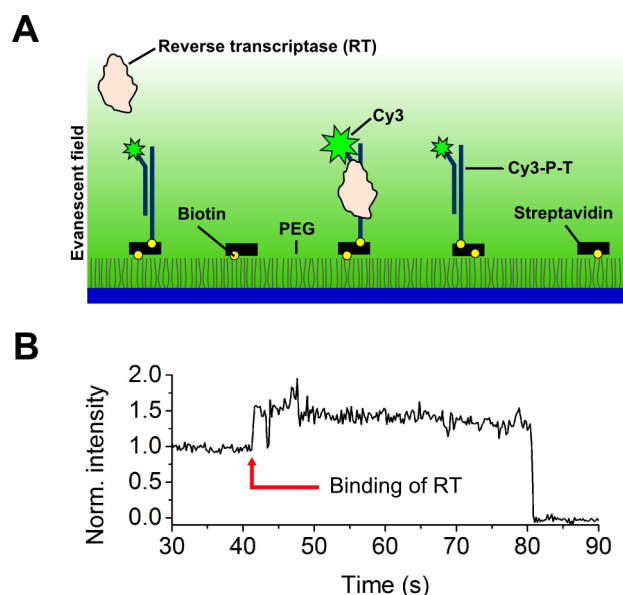 A
Reverse transcriptase (RT)
Cy3
Cy3-P-T
Biotin
PEG
Streptavidin
Evanescent field
B
2.0
1.5
1.0
0.5
0.0
Norm. intensity
Binding of RT
30 40 50 60 70 80 90
Time (s)